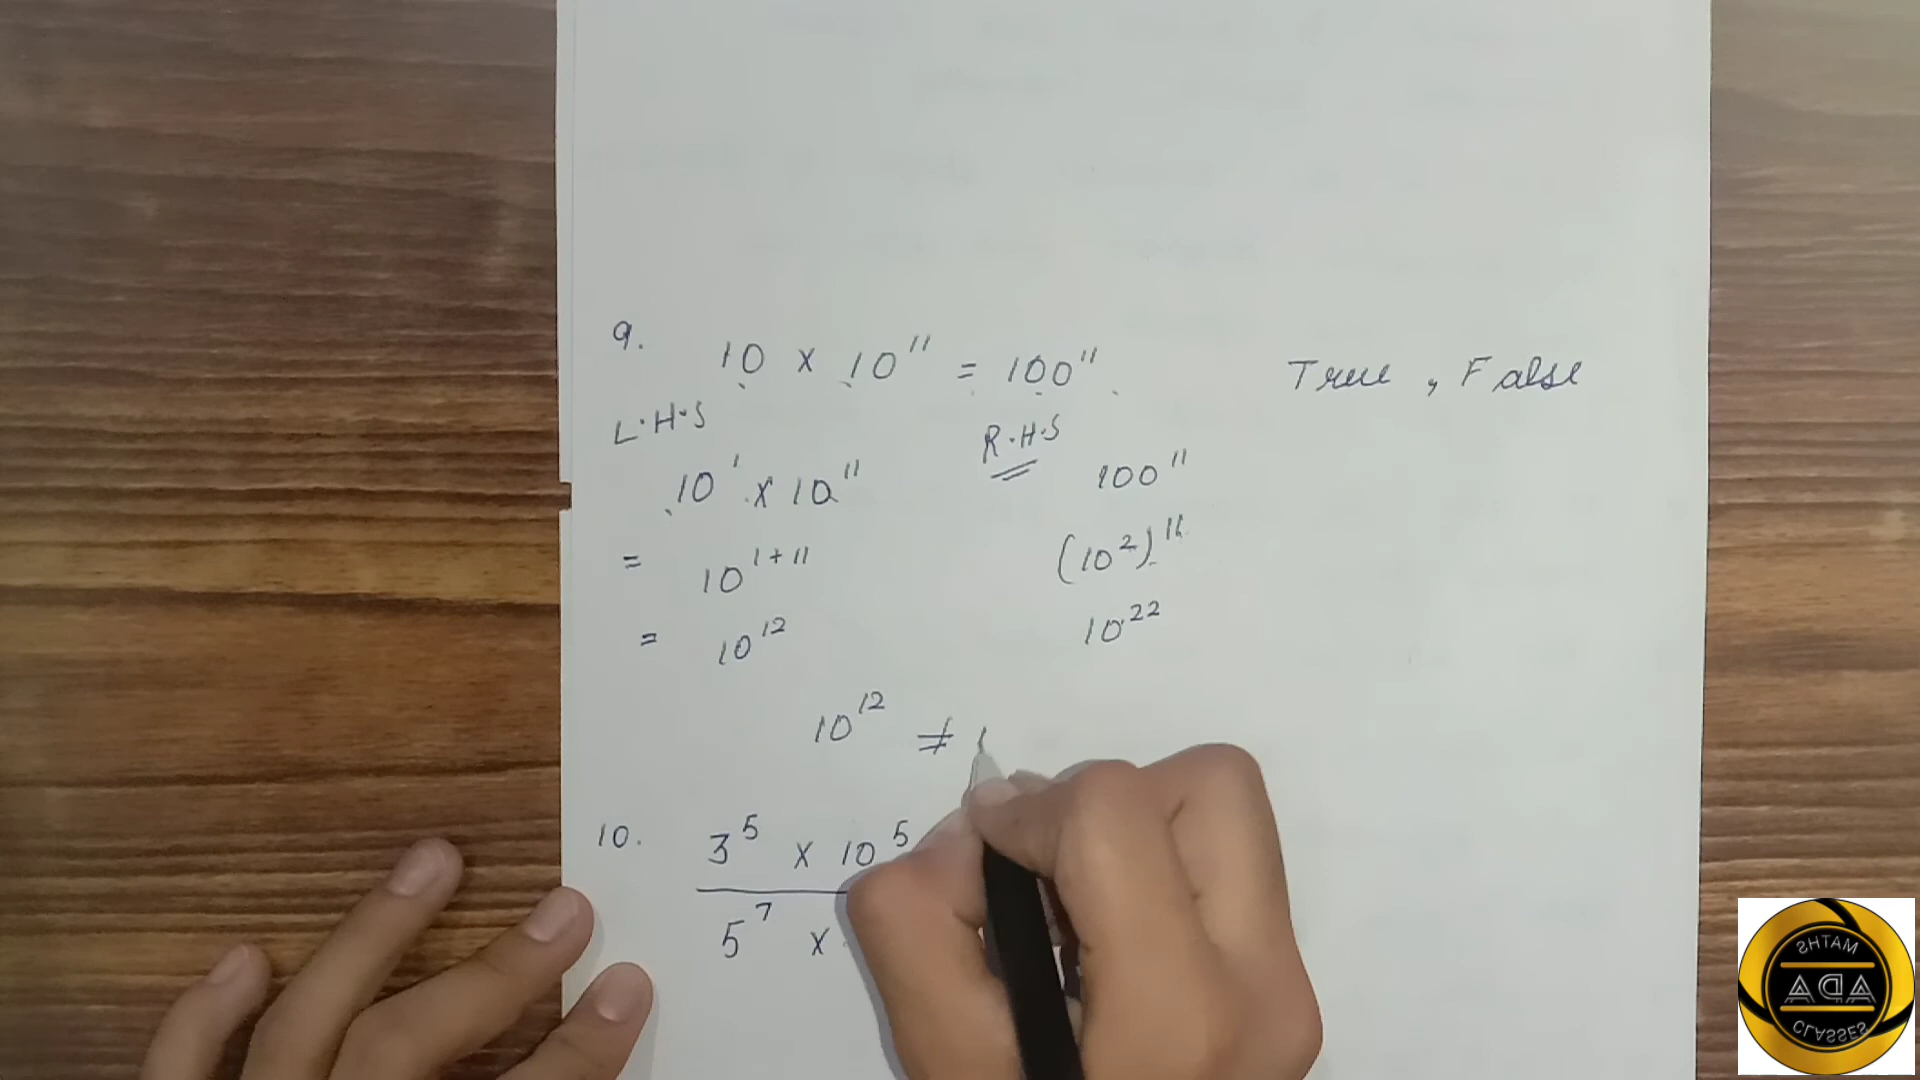 9. 10 × 10¹¹ = 100¹¹ True , False
L.H.S R.H.S
10¹ × 10¹¹ 100¹¹
= 10¹⁺¹¹ (10²)¹¹
= 10¹² 10²²
10¹² ≠ 1
10. 3⁵ × 10⁵
5⁷ ×
MATHS
ADA
CLASSES